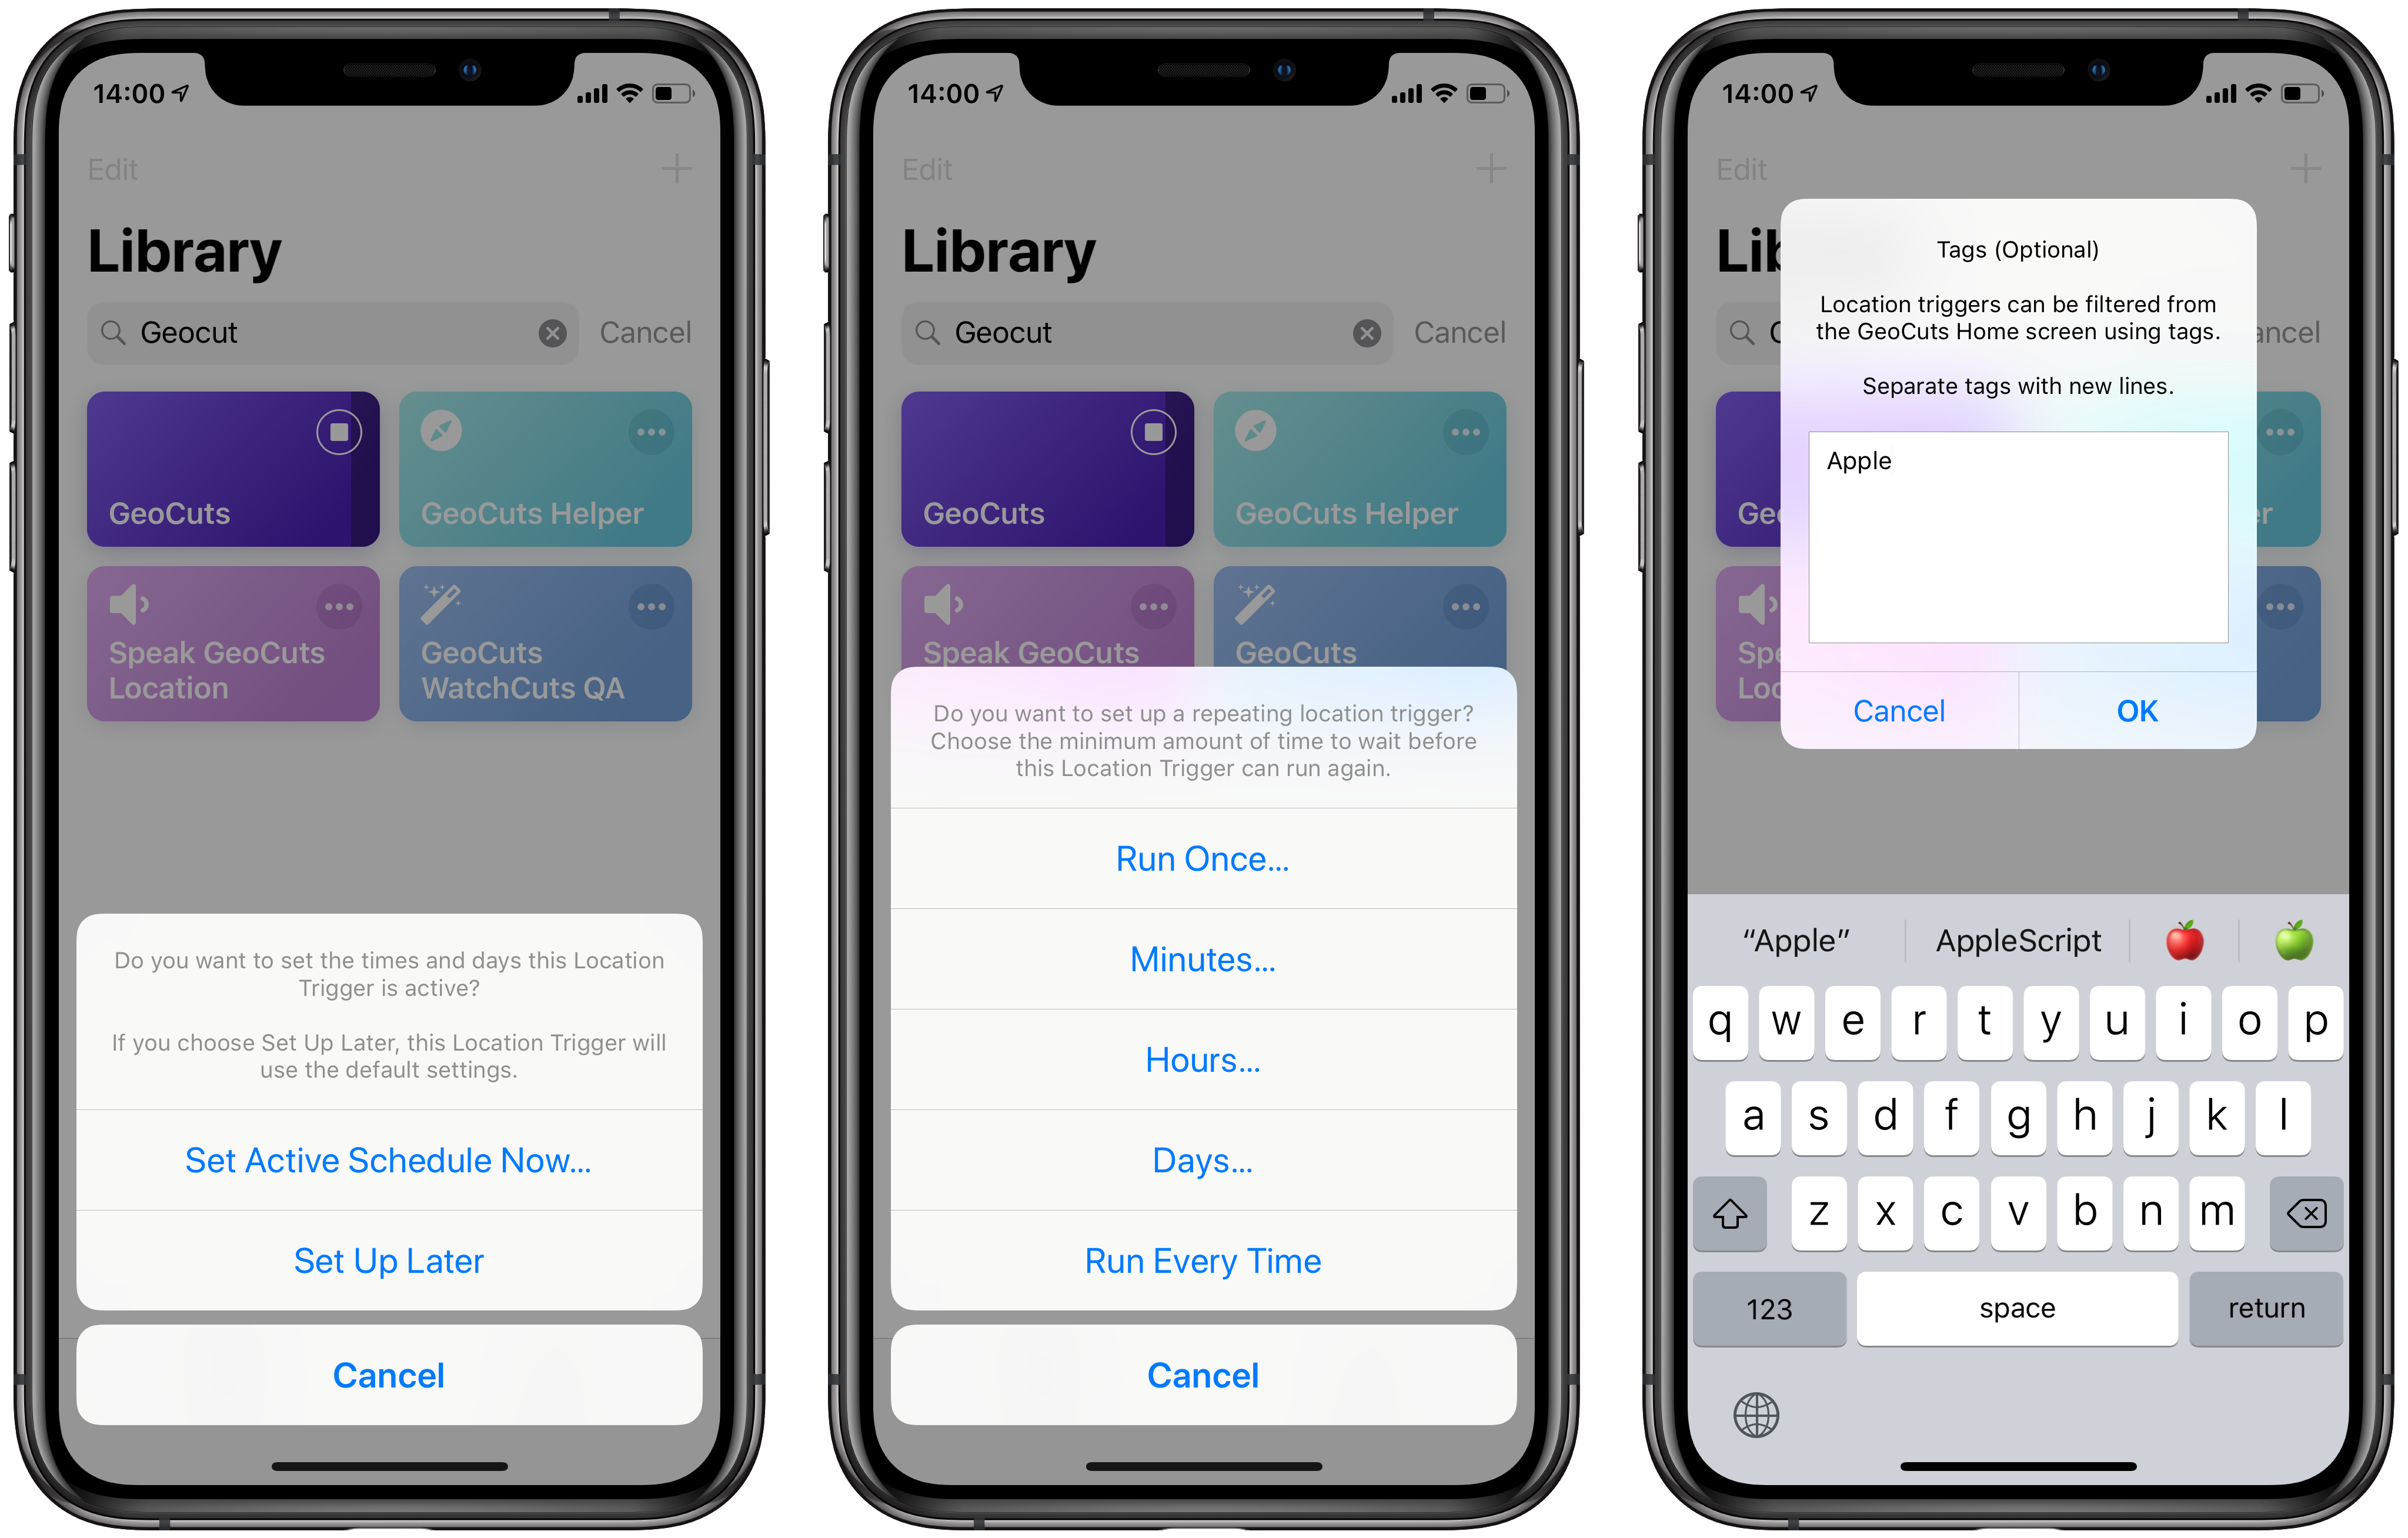 14:00
Edit
Library
Geocut
Cancel
GeoCuts
GeoCuts Helper
Speak GeoCuts
Location
GeoCuts
WatchCuts QA
Do you want to set the times and days this Location
Trigger is active?
If you choose Set Up Later, this Location Trigger will
use the default settings.
Set Active Schedule Now...
Set Up Later
Cancel
14:00
Edit
Library
Geocut
Cancel
GeoCuts
GeoCuts Helper
Speak GeoCuts
GeoCuts
Do you want to set up a repeating location trigger?
Choose the minimum amount of time to wait before
this Location Trigger can run again.
Run Once...
Minutes...
Hours...
Days...
Run Every Time
Cancel
14:00
Edit
Tags (Optional)
Location triggers can be filtered from
the GeoCuts Home screen using tags.
Separate tags with new lines.
Apple
Cancel
OK
“Apple”
AppleScript
q w e r t y u i o p
a s d f g h j k l
z x c v b n m
123
space
return